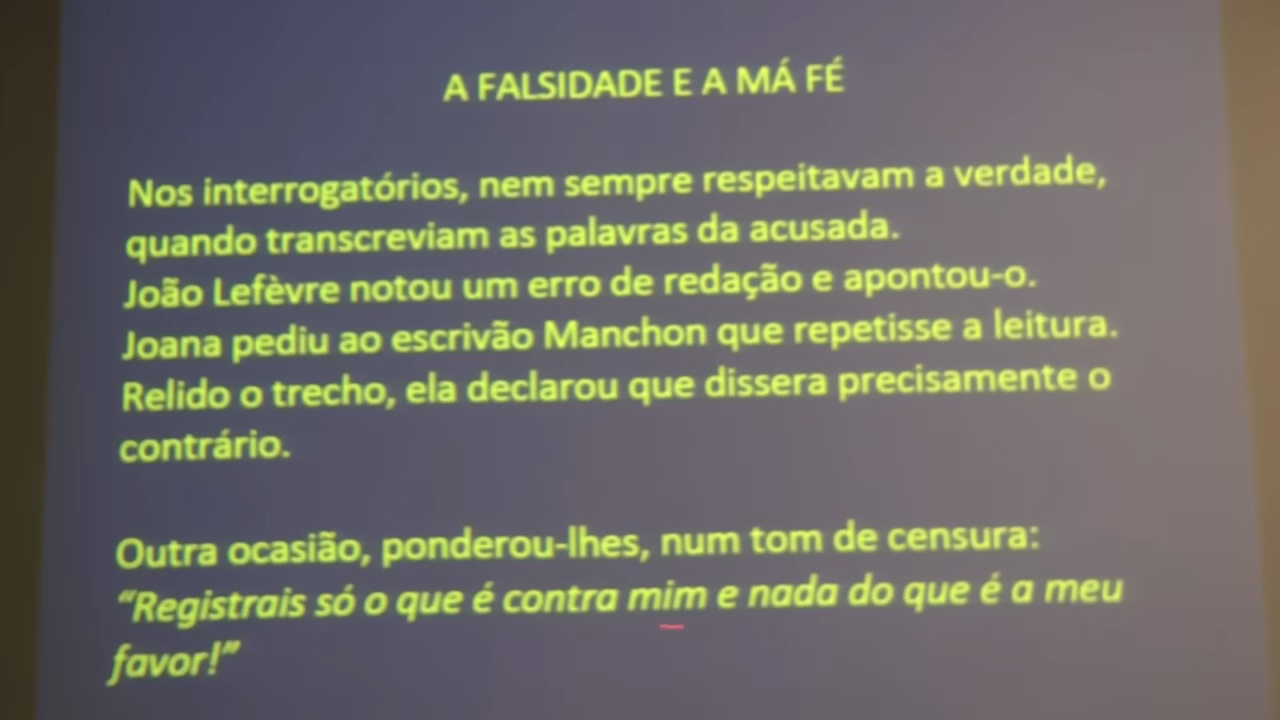 A FALSIDADE E A MÁ FÉ
Nos interrogatórios, nem sempre respeitavam a verdade,
quando transcreviam as palavras da acusada.
João Lefèvre notou um erro de redação e apontou-o.
Joana pediu ao escrivão Manchon que repetisse a leitura.
Relido o trecho, ela declarou que dissera precisamente o
contrário.
Outra ocasião, ponderou-lhes, num tom de censura:
“Registrais só o que é contra mim e nada do que é a meu
favor!”